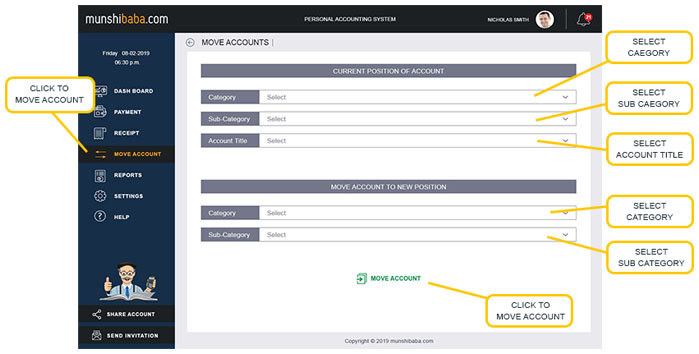 munshibaba.com
PERSONAL ACCOUNTING SYSTEM
NICHOLAS SMITH
21
Friday 08-02-2019
06:30 p.m.
MOVE ACCOUNTS
CLICK TO
MOVE ACCOUNT
DASH BOARD
PAYMENT
RECEIPT
MOVE ACCOUNT
REPORTS
SETTINGS
HELP
SHARE ACCOUNT
SEND INVITATION
CURRENT POSITION OF ACCOUNT
Category Select
Sub-Category Select
Account Title Select
MOVE ACCOUNT TO NEW POSITION
Category Select
Sub-Category Select
MOVE ACCOUNT
Copyright © 2019 munshibaba.com
SELECT
CAEGORY
SELECT
SUB CAEGORY
SELECT
ACCOUNT TITLE
SELECT
CATEGORY
SELECT
SUB CATEGORY
CLICK TO
MOVE ACCOUNT